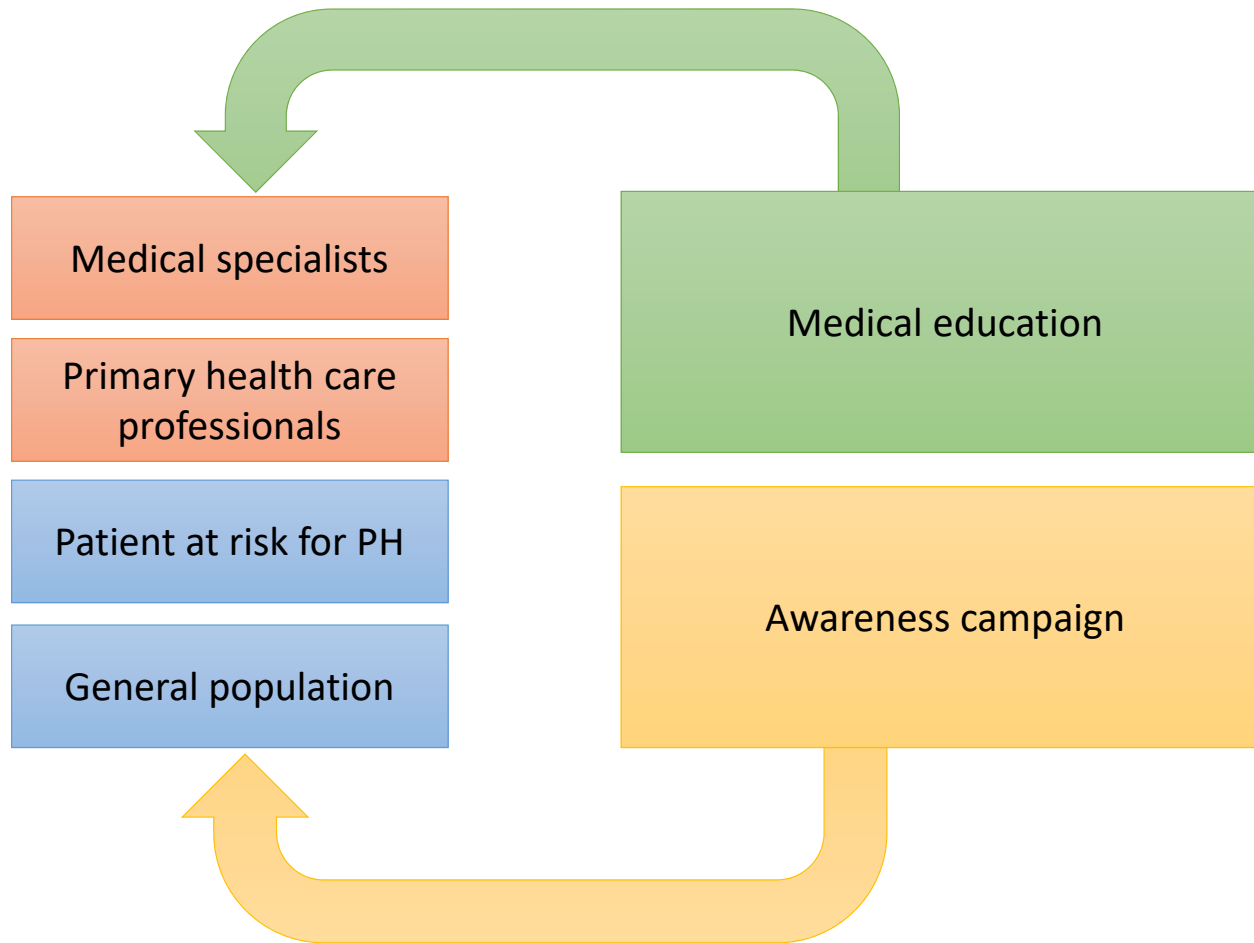 Medical specialists
Primary health care
professionals
Patient at risk for PH
General population
Medical education
Awareness campaign